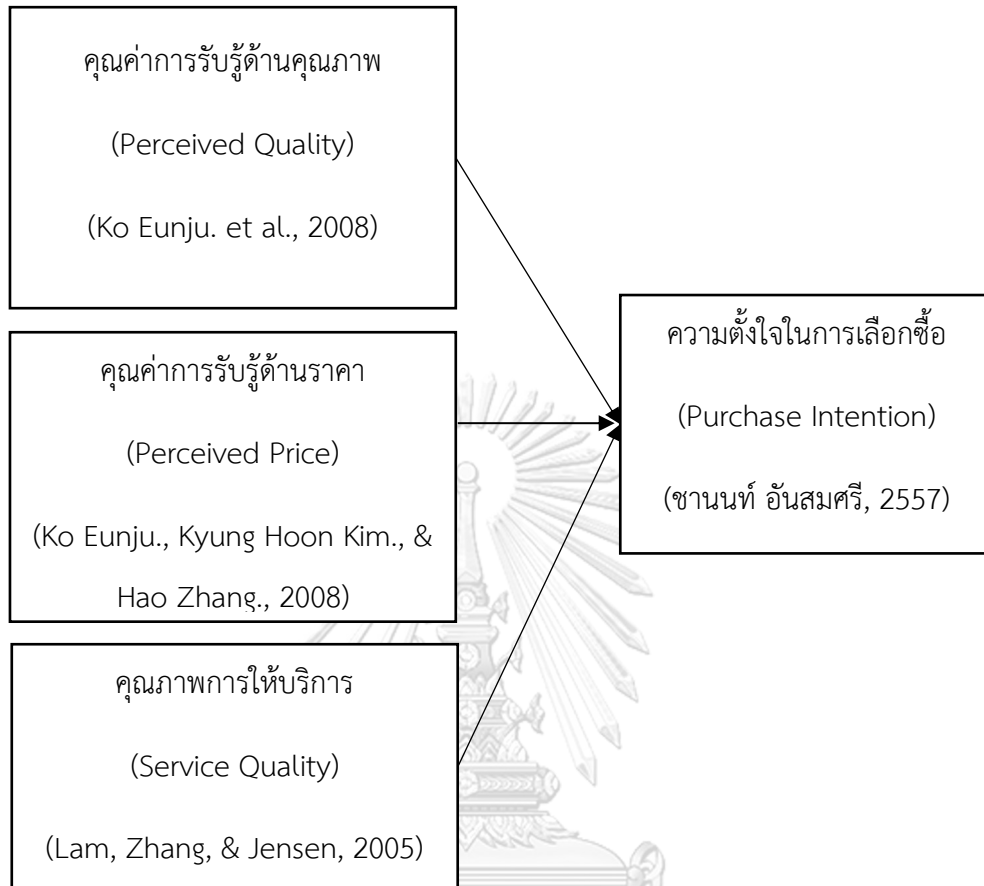 คุณค่าการรับรู้ด้านคุณภาพ
(Perceived Quality)
(Ko Eunju. et al., 2008)
คุณค่าการรับรู้ด้านราคา
(Perceived Price)
(Ko Eunju., Kyung Hoon Kim., &
Hao Zhang., 2008)
คุณภาพการให้บริการ
(Service Quality)
(Lam, Zhang, & Jensen, 2005)
ความตั้งใจในการเลือกซื้อ
(Purchase Intention)
(ชานนท์ อันสมศรี, 2557)